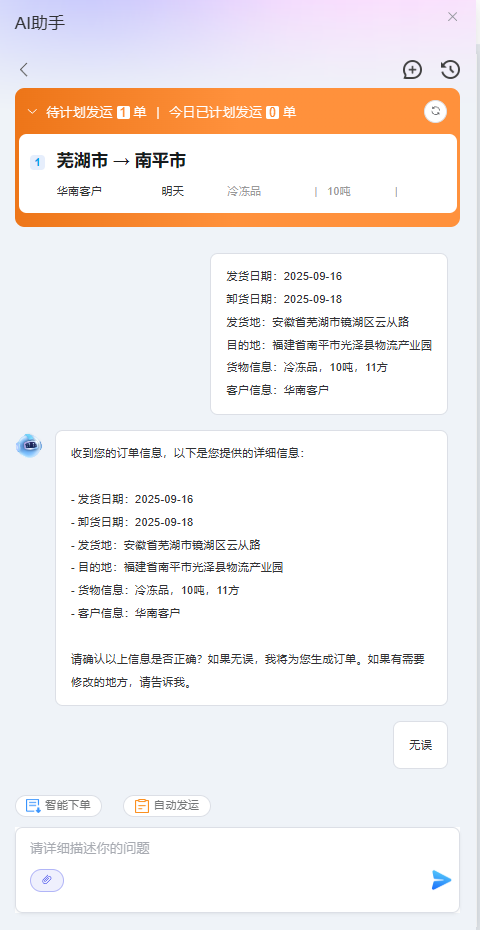 AI助手
待计划发运 1 单 | 今日已计划发运 0 单
1 芜湖市 → 南平市
华南客户 明天 冷冻品 | 10吨 |
发货日期：2025-09-16
卸货日期：2025-09-18
发货地：安徽省芜湖市镜湖区云从路
目的地：福建省南平市光泽县物流产业园
货物信息：冷冻品，10吨，11方
客户信息：华南客户
收到您的订单信息，以下是您提供的详细信息：
- 发货日期：2025-09-16
- 卸货日期：2025-09-18
- 发货地：安徽省芜湖市镜湖区云从路
- 目的地：福建省南平市光泽县物流产业园
- 货物信息：冷冻品，10吨，11方
- 客户信息：华南客户
请确认以上信息是否正确？如果无误，我将为您生成订单。如果有需要
修改的地方，请告诉我。
无误
智能下单 自动发运
请详细描述你的问题